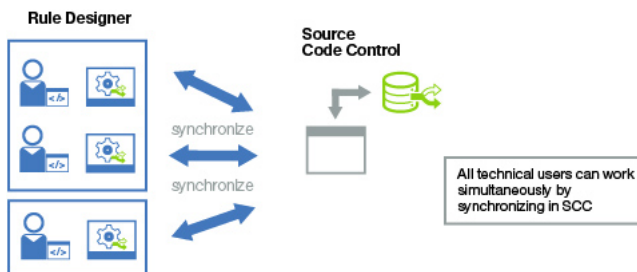 Rule Designer
Source
Code Control
</>
synchronize
</>
synchronize
</>
All technical users can work
simultaneously by
synchronizing in SCC